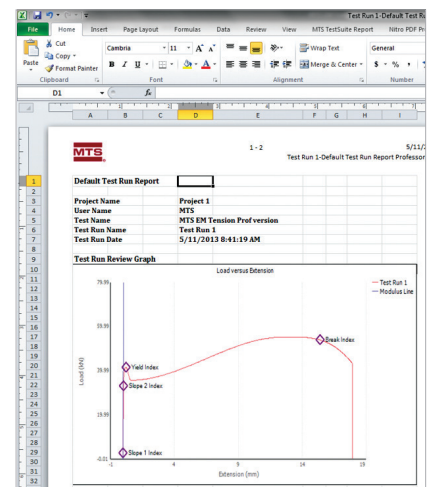 Test Run 1-Default Test Ru
File Home Insert Page Layout Formulas Data Review View MTS TestSuite Report Nitro PDF Pr
Paste
Cut
Copy
Format Painter
Cambria 11 A A
B I U A
Wrap Text
Merge & Center
General
$ % ,
Clipboard Font Alignment Number
D1 fx
A B C D E F G H I
MTS
1 - 2
5/11/
Test Run 1-Default Test Run Report Professor
1 Default Test Run Report
2
3 Project Name Project 1
4 User Name MTS
5 Test Name MTS EM Tension Prof version
6 Test Run Name Test Run 1
7 Test Run Date 5/11/2013 8:41:19 AM
8
9 Test Run Review Graph
10 Load versus Extension
11
12
13
14
15
16
17
18
19
20
21
22
23
24
25
26
27
28
29
30
31
32
79.99
59.99
39.99
19.99
-0.01
Load (kN)
Test Run 1
Modulus Line
Break Index
Yield Index
Slope 2 Index
Slope 1 Index
-1 4 9 14 19
Extension (mm)